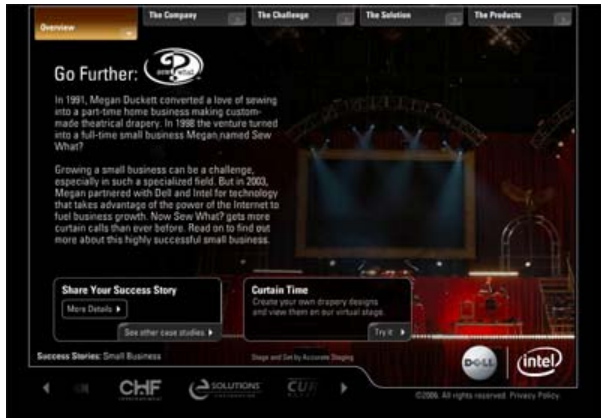 Overview
The Company
The Challenge
The Solution
The Products
Go Further:
sew what?
In 1991, Megan Duckett converted a love of sewing
into a part-time home business making custom-
made theatrical drapery. In 1998 the venture turned
into a full-time small business Megan named Sew
What?
Growing a small business can be a challenge,
especially in such a specialized field. But in 2003,
Megan partnered with Dell and Intel for technology
that takes advantage of the power of the Internet to
fuel business growth. Now Sew What? gets more
curtain calls than ever before. Read on to find out
more about this highly successful small business.
Share Your Success Story
More Details
See other case studies.
Curtain Time
Create your own drapery designs
and view them on our virtual stage.
Try it
Success Stories: Small Business
Stage and Set by Accurate Staging
DELL
intel
CHF
SOLUTIONS
©2006. All rights reserved. Privacy Policy.